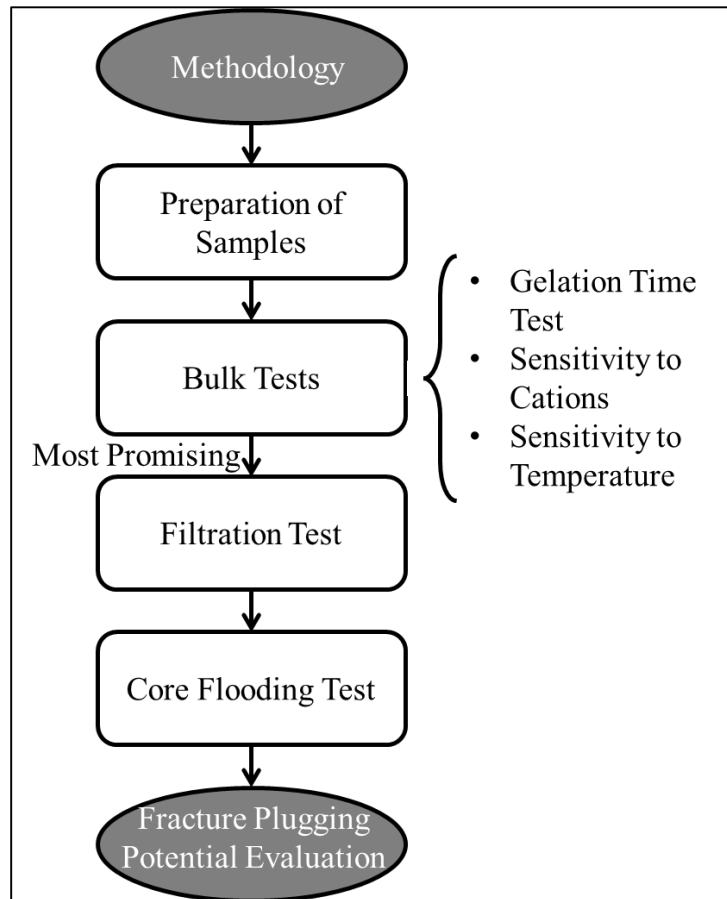 Methodology
Preparation of
Samples
Bulk Tests
• Gelation Time
Test
• Sensitivity to
Cations
• Sensitivity to
Temperature
Most Promising
Filtration Test
Core Flooding Test
Fracture Plugging
Potential Evaluation